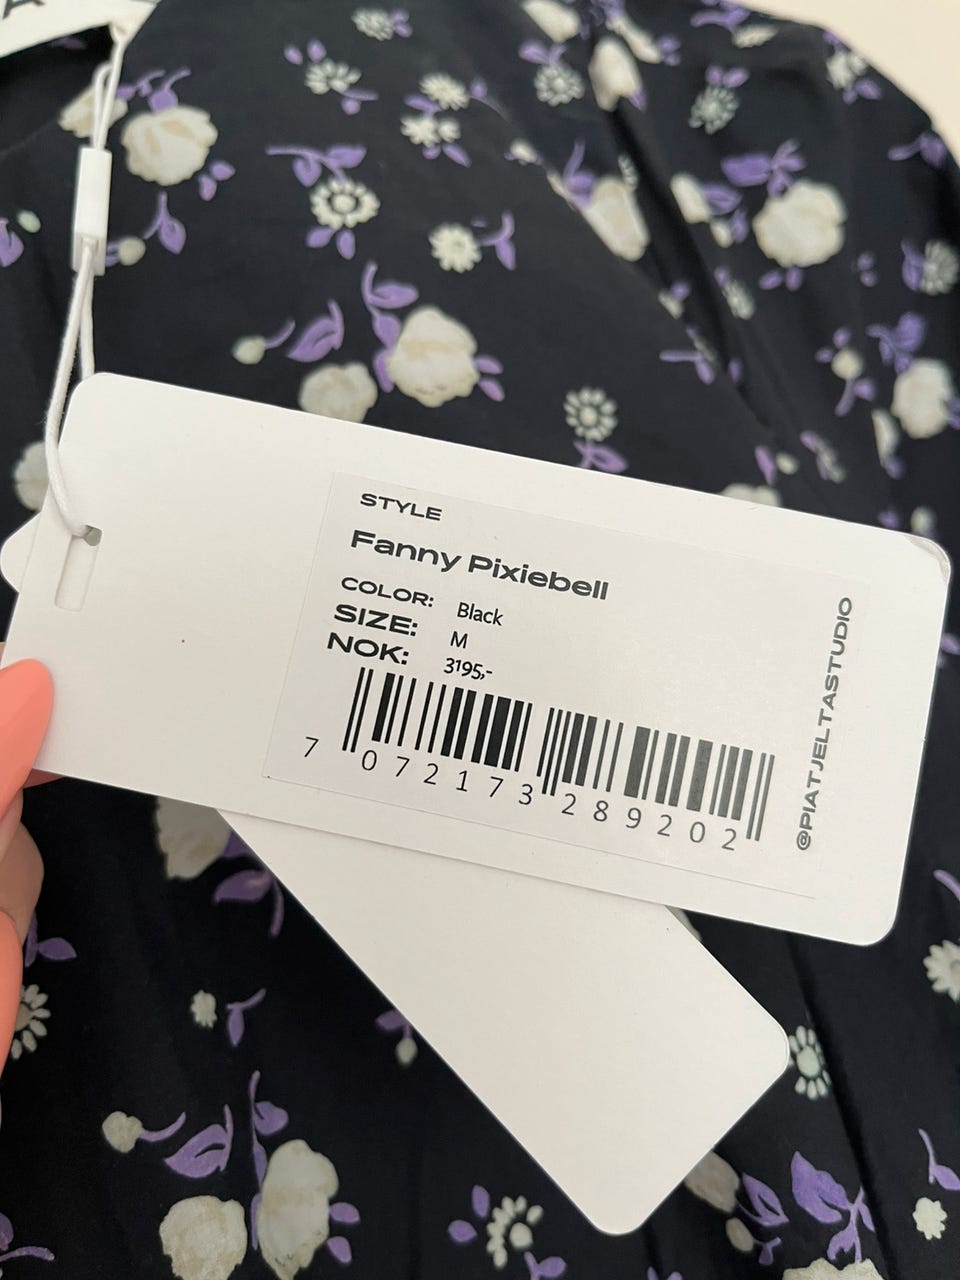 STYLE
Fanny Pixiebell
COLOR: Black
SIZE: M
NOK: 3195,-
7 072173 289202
@PIATJELTASTUDIO